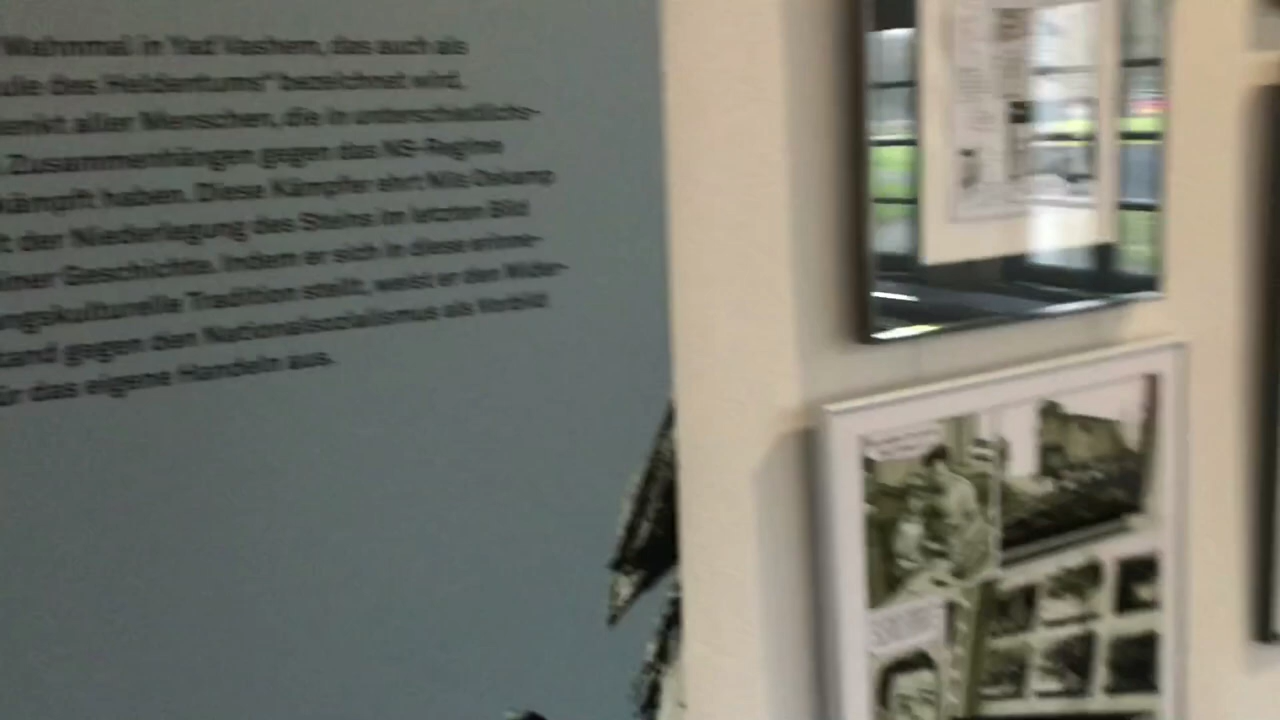 Mahnmal in Yad Vashem, das auch als
ule des Heldentums" bezeichnet wird,
enkt aller Menschen, die in unterschiedlichs-
Zusammenhängen gegen das NS-Regime
kämpft haben. Diese Kämpfer ehrt Nils Oskamp
t der Niederlegung des Steins im letzten Bild
iner Geschichte. Indem er sich in diese erinne-
ngskulturelle Tradition stellt, weist er den Wider-
tand gegen den Nationalsozialismus als Vorbild
ür das eigene Handeln aus.